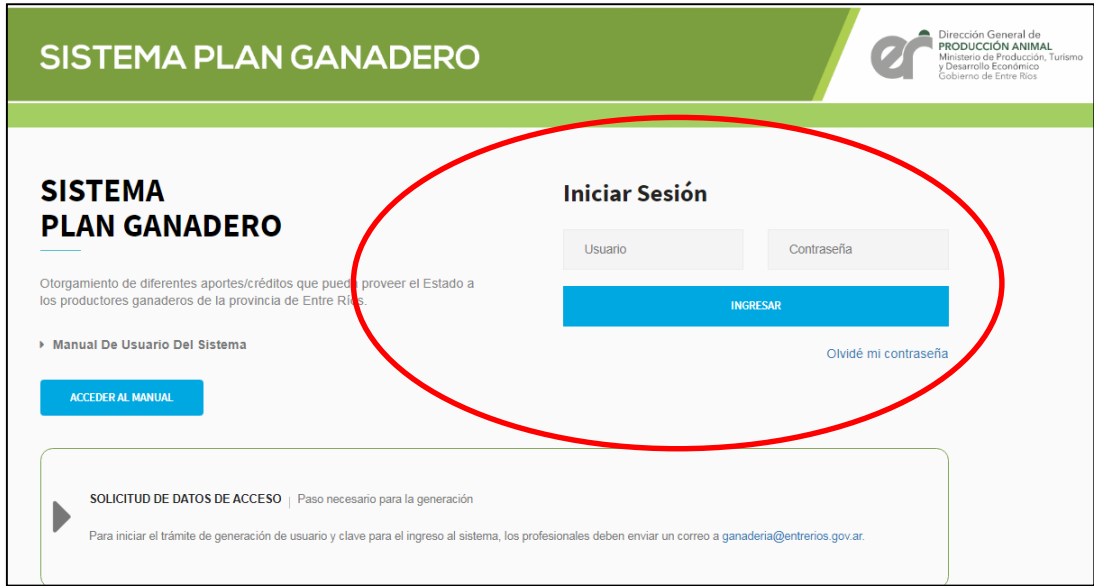 SISTEMA PLAN GANADERO
er
Dirección General de
PRODUCCIÓN ANIMAL
Ministerio de Producción, Turismo
y Desarrollo Económico
Gobierno de Entre Ríos
SISTEMA
PLAN GANADERO
Otorgamiento de diferentes aportes/créditos que pueda proveer el Estado a
los productores ganaderos de la provincia de Entre Ríos.
Manual De Usuario Del Sistema
ACCEDER AL MANUAL
Iniciar Sesión
Usuario
Contraseña
INGRESAR
Olvidé mi contraseña
SOLICITUD DE DATOS DE ACCESO | Paso necesario para la generación
Para iniciar el trámite de generación de usuario y clave para el ingreso al sistema, los profesionales deben enviar un correo a ganaderia@entrerios.gov.ar.